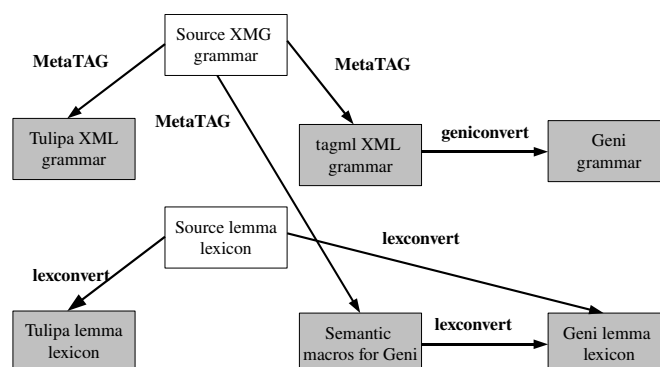 Source XMG
grammar
MetaTAG
MetaTAG
MetaTAG
Tulipa XML
grammar
tagml XML
grammar
geniconvert
Geni
grammar
Source lemma
lexicon
lexconvert
lexconvert
Tulipa lemma
lexicon
Semantic
macros for Geni
lexconvert
Geni lemma
lexicon